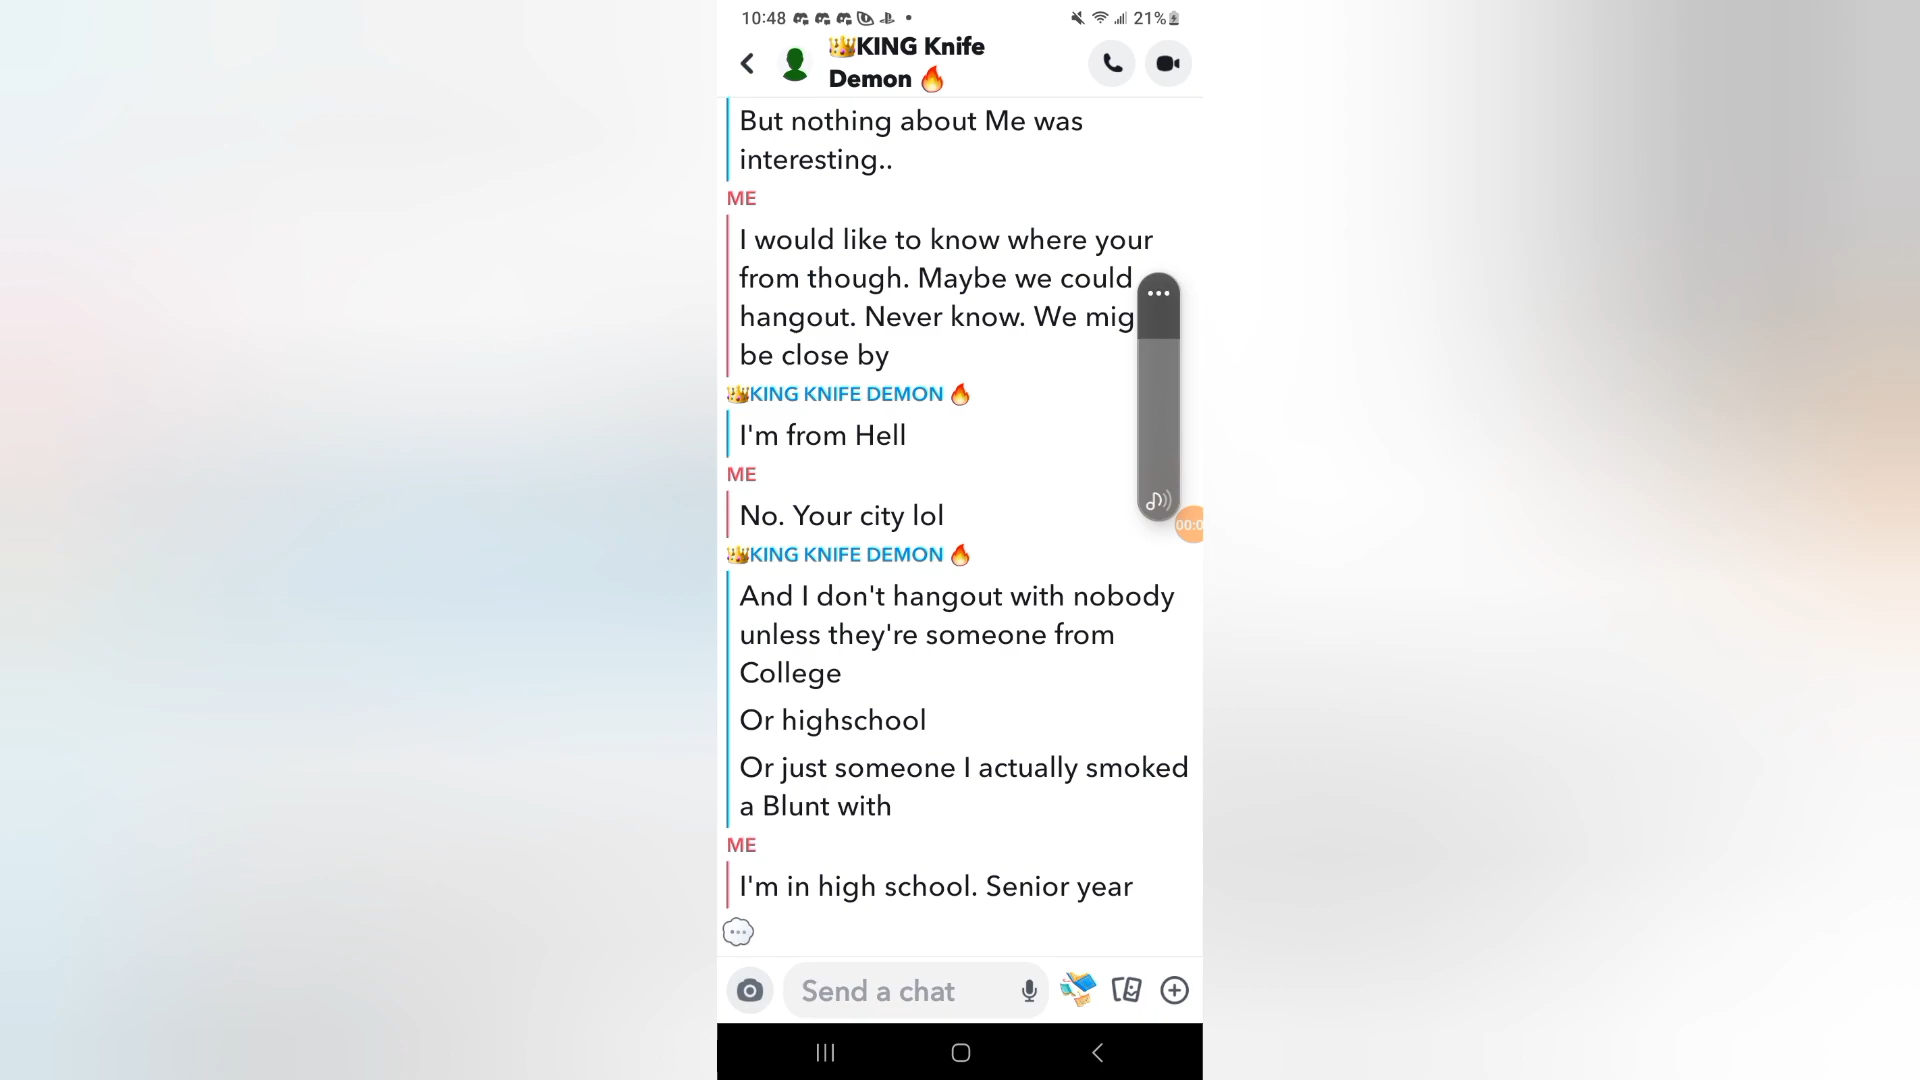 10:48
21%
👑KING Knife
Demon 🔥
But nothing about Me was
interesting..
ME
I would like to know where your
from though. Maybe we could
hangout. Never know. We mig
be close by
👑KING KNIFE DEMON 🔥
I'm from Hell
ME
No. Your city lol
00:0
👑KING KNIFE DEMON 🔥
And I don't hangout with nobody
unless they're someone from
College
Or highschool
Or just someone I actually smoked
a Blunt with
ME
I'm in high school. Senior year
Send a chat